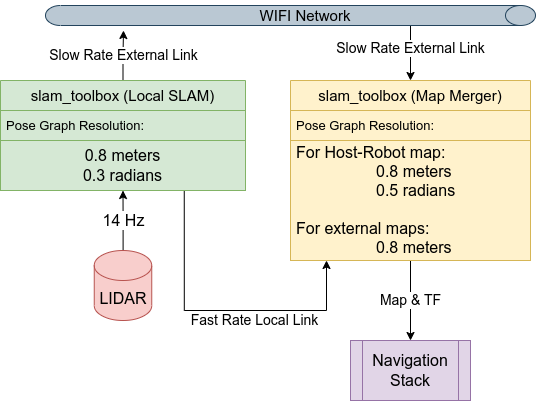 WIFI Network
Slow Rate External Link
Slow Rate External Link
slam_toolbox (Local SLAM)
Pose Graph Resolution:
0.8 meters
0.3 radians
slam_toolbox (Map Merger)
Pose Graph Resolution:
For Host-Robot map:
0.8 meters
0.5 radians
For external maps:
0.8 meters
14 Hz
LIDAR
Fast Rate Local Link
Map & TF
Navigation
Stack